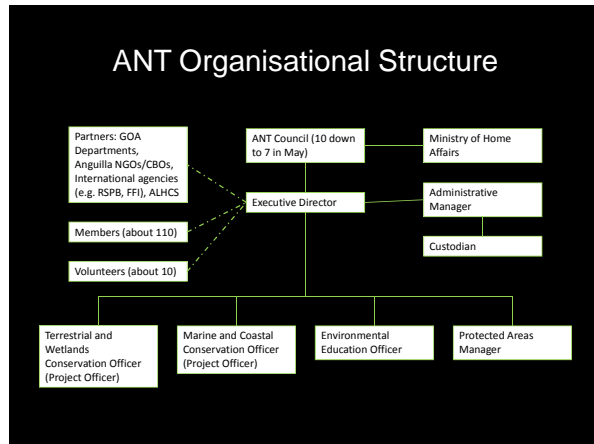 ANT Organisational Structure
Partners: GOA
Departments,
Anguilla NGOs/CBOs,
International agencies
(e.g. RSPB, FFI), ALHCS
ANT Council (10 down
to 7 in May)
Ministry of Home
Affairs
Executive Director
Administrative
Manager
Members (about 110)
Custodian
Volunteers (about 10)
Terrestrial and
Wetlands
Conservation Officer
(Project Officer)
Marine and Coastal
Conservation Officer
(Project Officer)
Environmental
Education Officer
Protected Areas
Manager